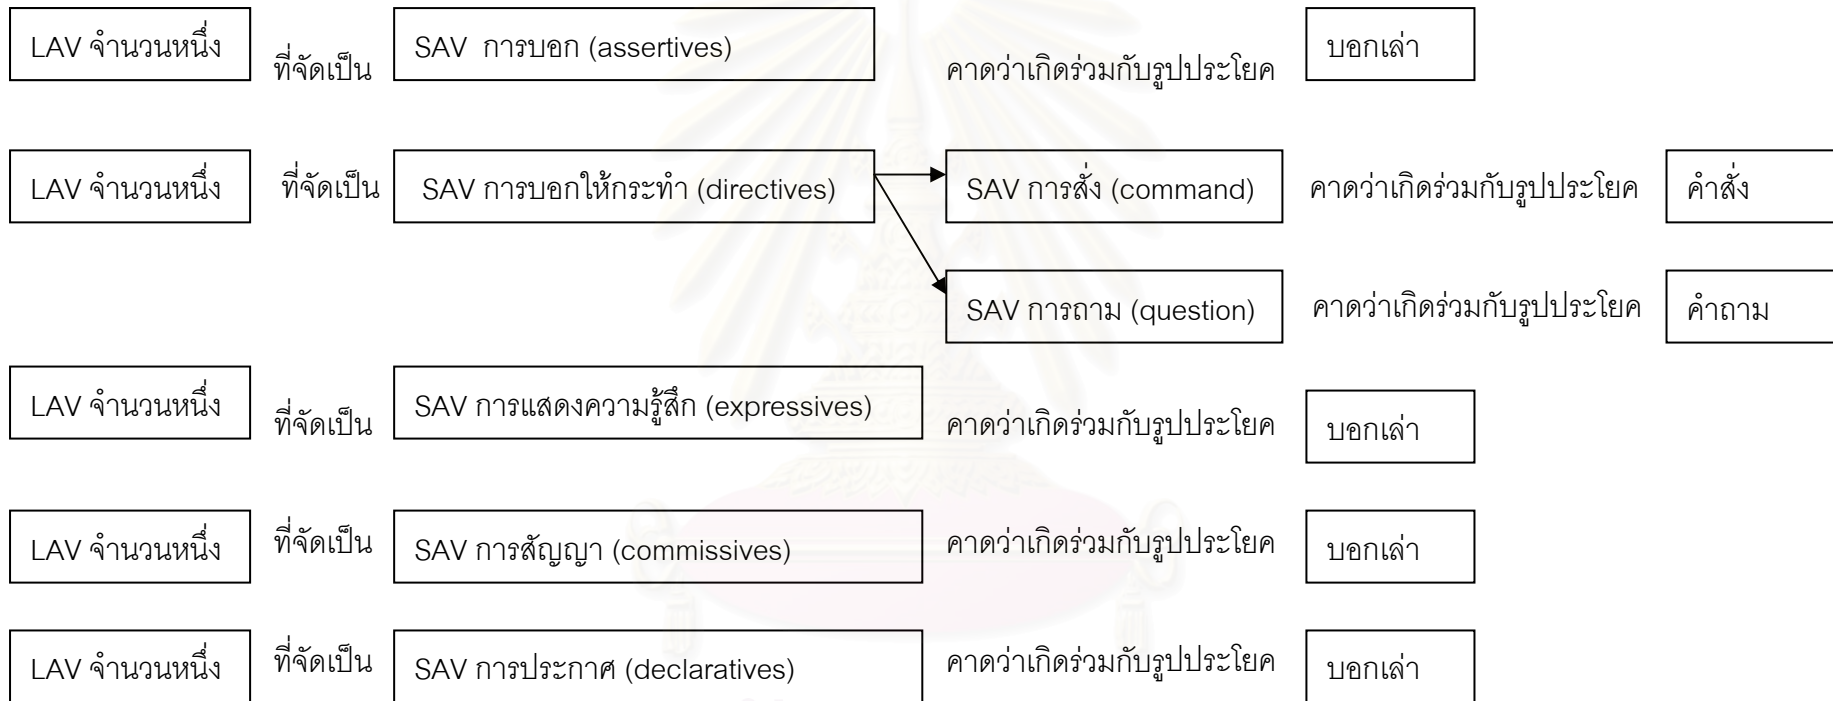 LAV จำนวนหนึ่ง ที่จัดเป็น SAV การบอก (assertives) คาดว่าเกิดร่วมกับรูปประโยค บอกเล่า
LAV จำนวนหนึ่ง ที่จัดเป็น SAV การบอกให้กระทำ (directives) SAV การสั่ง (command) คาดว่าเกิดร่วมกับรูปประโยค คำสั่ง
SAV การถาม (question) คาดว่าเกิดร่วมกับรูปประโยค คำถาม
LAV จำนวนหนึ่ง ที่จัดเป็น SAV การแสดงความรู้สึก (expressives) คาดว่าเกิดร่วมกับรูปประโยค บอกเล่า
LAV จำนวนหนึ่ง ที่จัดเป็น SAV การสัญญา (commissives) คาดว่าเกิดร่วมกับรูปประโยค บอกเล่า
LAV จำนวนหนึ่ง ที่จัดเป็น SAV การประกาศ (declaratives) คาดว่าเกิดร่วมกับรูปประโยค บอกเล่า